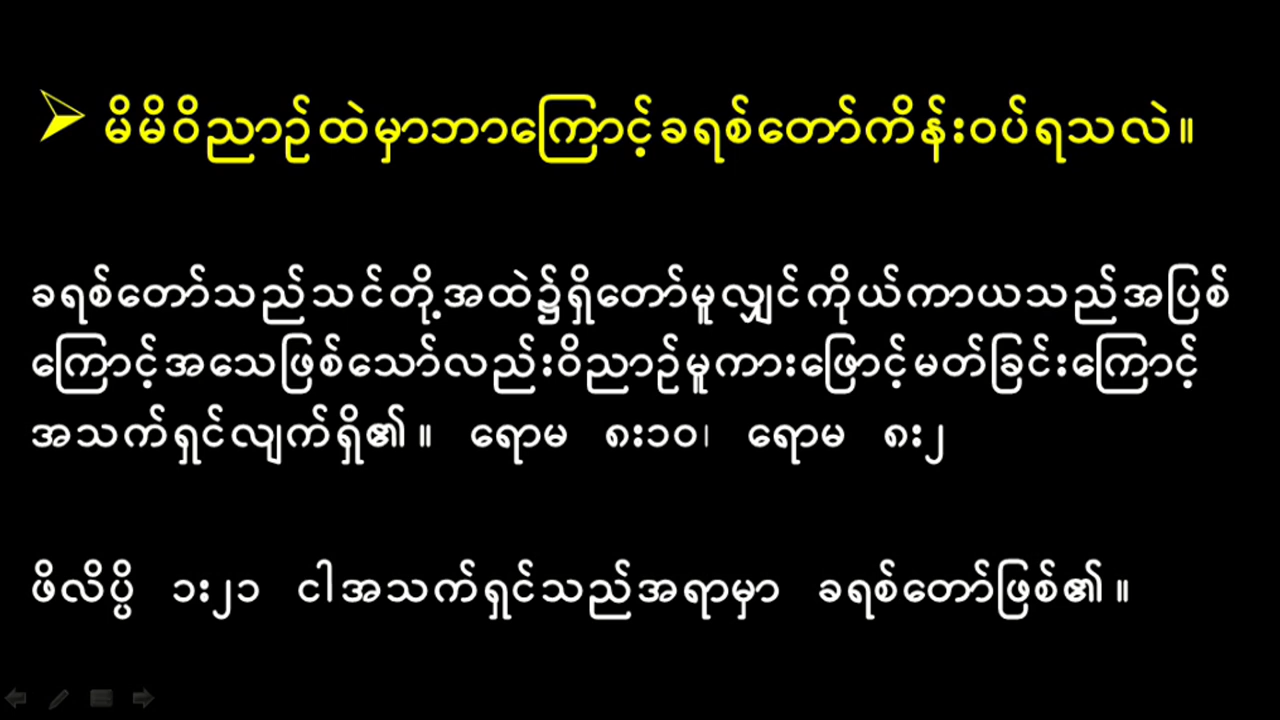 မိမိဝိညာဉ်ထဲမှာဘာကြောင့်ခရစ်တော်ကိန်းဝပ်ရသလဲ။
ခရစ်တော်သည်သင်တို့အထဲ၌ရှိတော်မူလျှင်ကိုယ်ကာယသည်အပြစ်
ကြောင့်အသေဖြစ်သော်လည်းဝိညာဉ်မူကားဖြောင့်မတ်ခြင်းကြောင့်
အသက်ရှင်လျက်ရှိ၏။ ရောမ ၈း၁၀၊ ရောမ ၈း၂
ဖိလိပ္ပိ ၁း၂၁ ငါအသက်ရှင်သည်အရာမှာ ခရစ်တော်ဖြစ်၏။